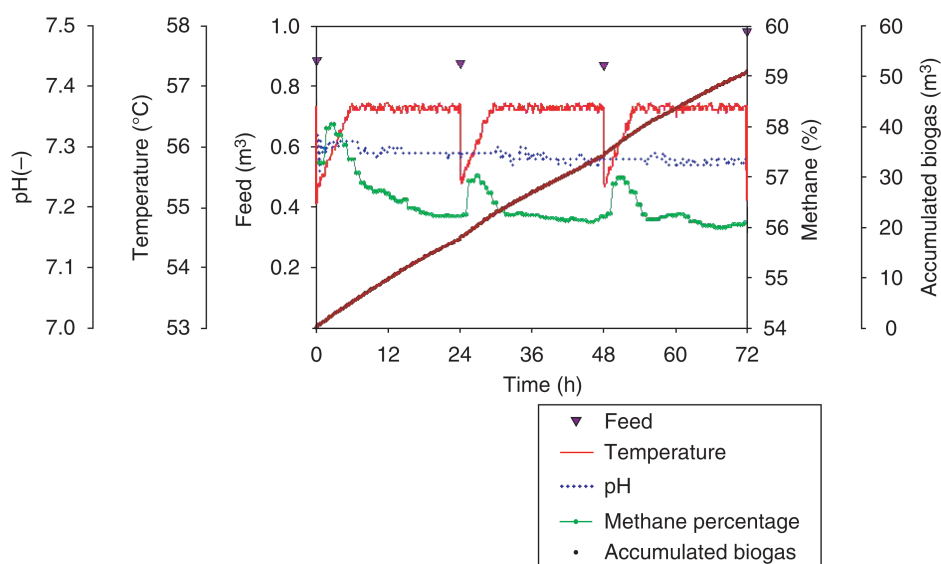 7.5
7.4
7.3
7.2
7.1
7.0
pH(–)
58
57
56
55
54
53
Temperature (°C)
1.0
0.8
0.6
0.4
0.2
Feed (m³)
60
59
58
57
56
55
54
Methane (%)
60
50
40
30
20
10
0
Accumulated biogas (m³)
0 12 24 36 48 60 72
Time (h)
Feed
Temperature
pH
Methane percentage
Accumulated biogas